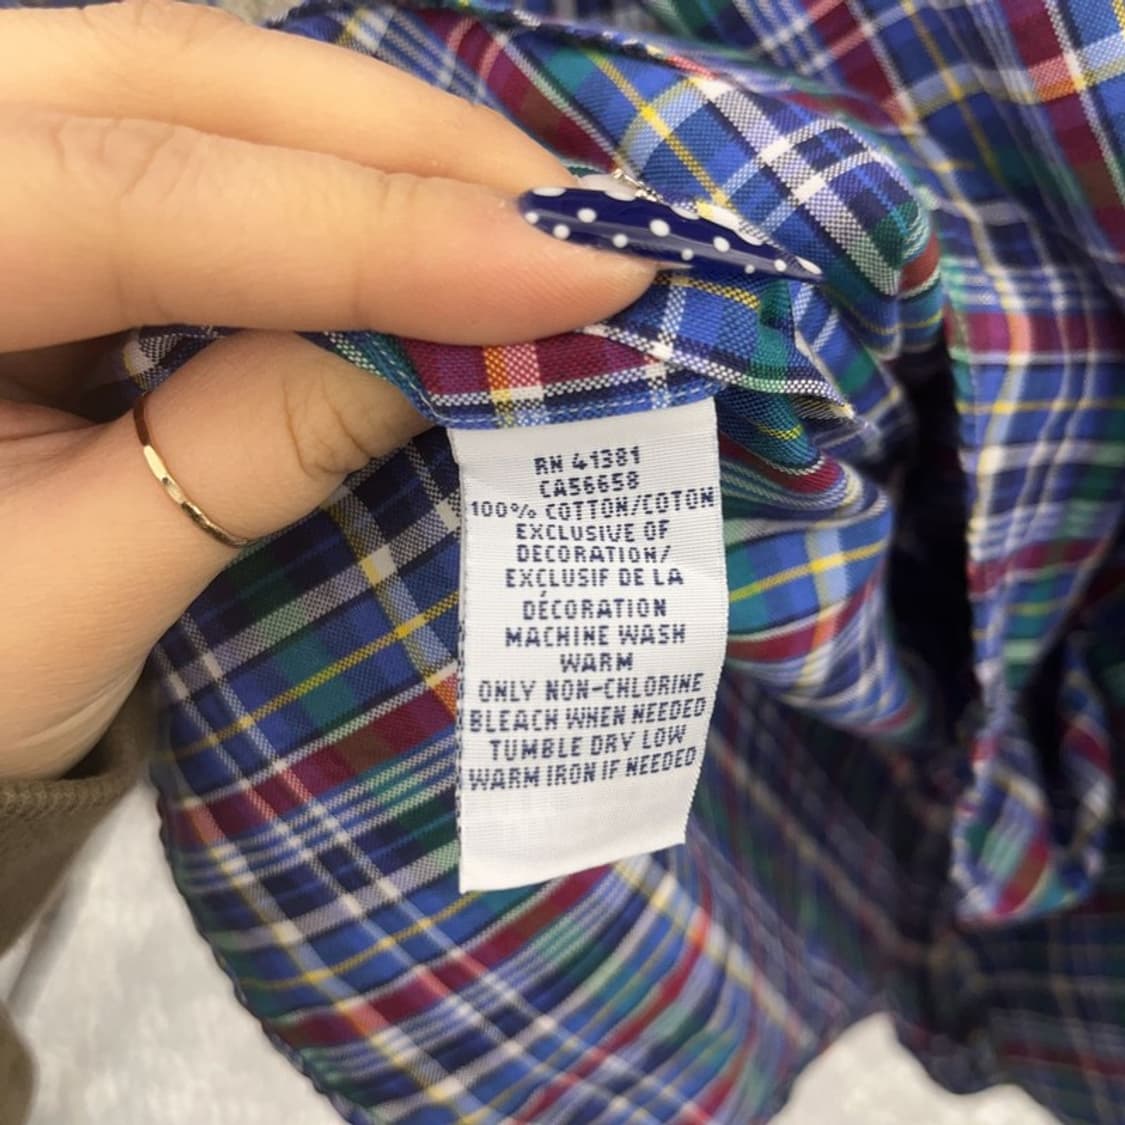 RN 41381
CA56658
100% COTTON/COTON
EXCLUSIVE OF
DECORATION/
EXCLUSIF DE LA
DÉCORATION
MACHINE WASH
WARM
ONLY NON-CHLORINE
BLEACH WHEN NEEDED
TUMBLE DRY LOW
WARM IRON IF NEEDED